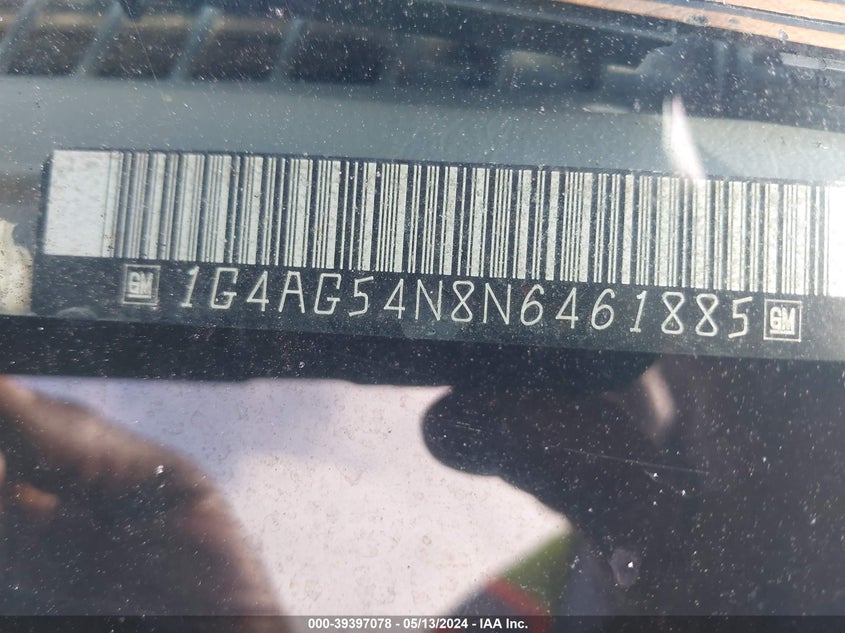 GM 1G4AG54N8N6461885 GM
000-39397078 - 05/13/2024 - IAA Inc.